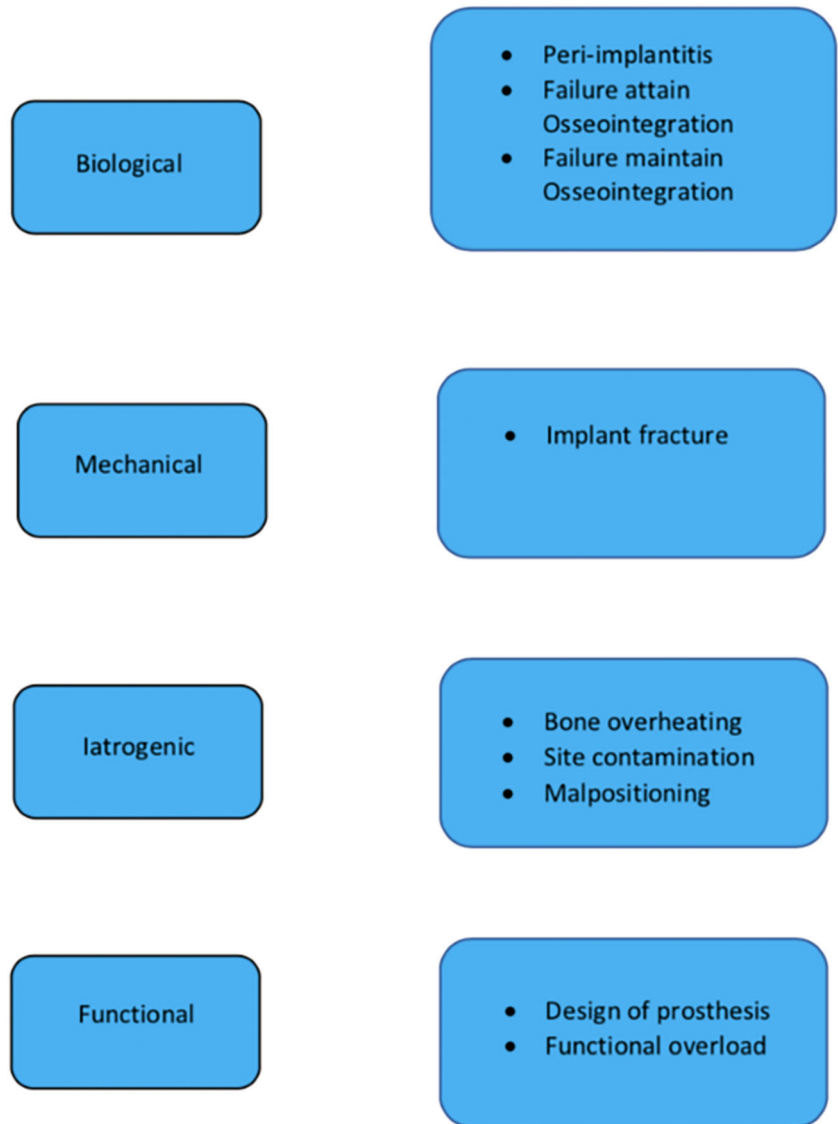 Biological
• Peri-implantitis
• Failure attain
Osseointegration
• Failure maintain
Osseointegration
Mechanical
• Implant fracture
Iatrogenic
• Bone overheating
• Site contamination
• Malpositioning
Functional
• Design of prosthesis
• Functional overload